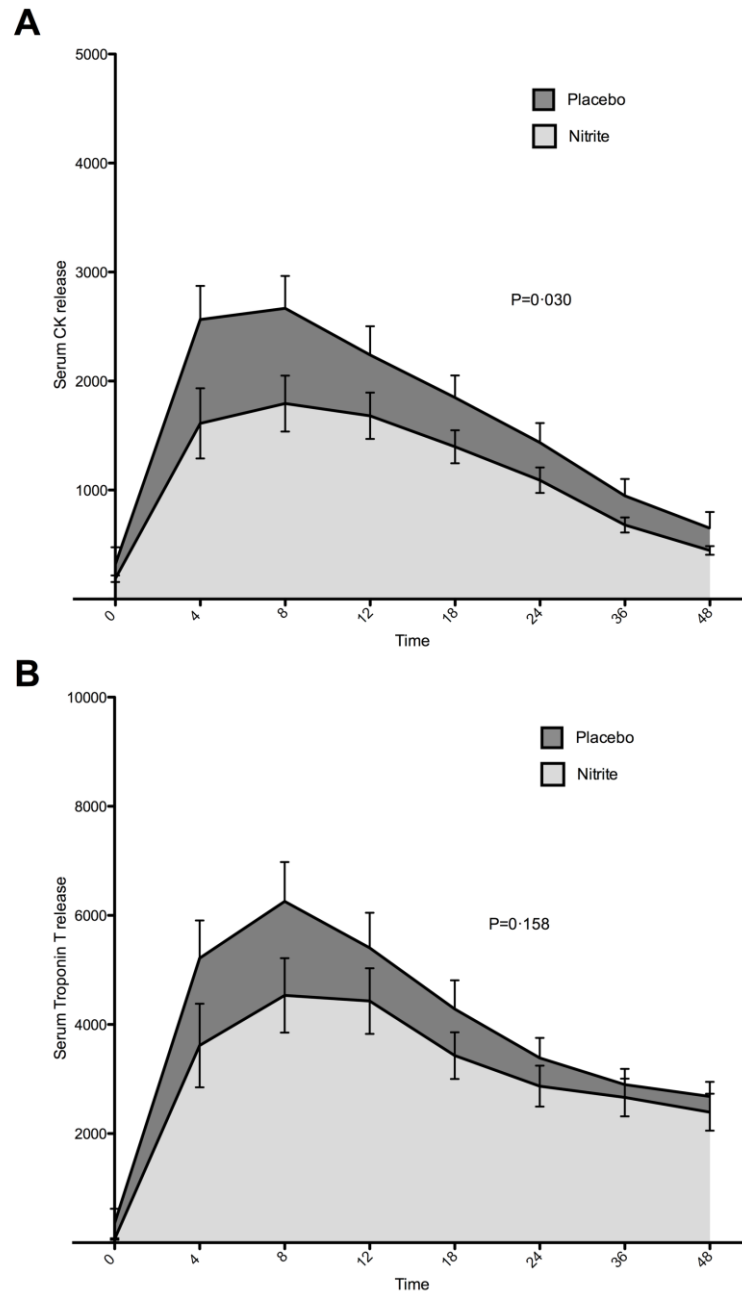 A
5000
4000
3000
2000
1000
Serum CK release
Placebo
Nitrite
P=0·030
0 4 8 12 18 24 36 48
Time
B
10000
8000
6000
4000
2000
Serum Troponin T release
Placebo
Nitrite
P=0·158
0 4 8 12 18 24 36 48
Time